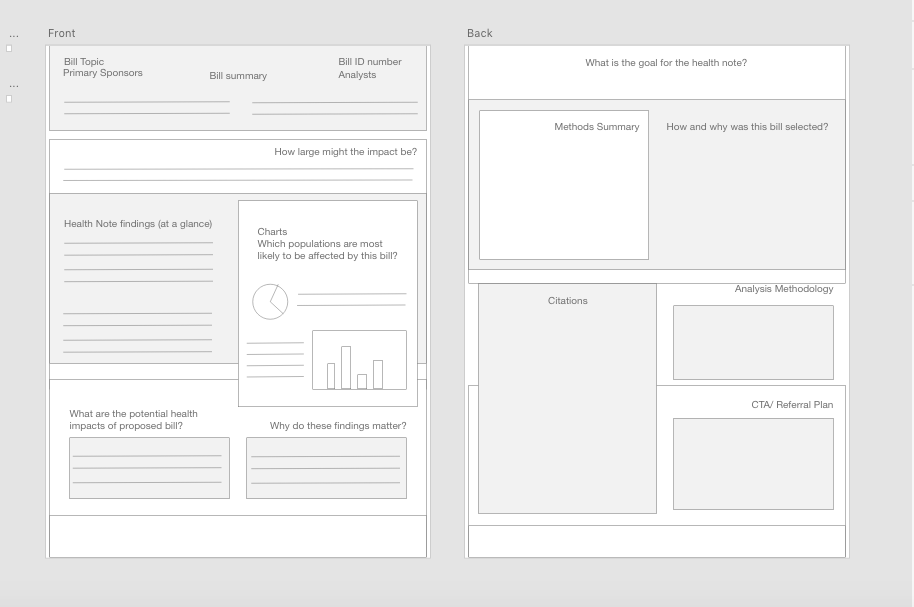 ...
...
Front
Bill Topic
Primary Sponsors
Bill summary
Bill ID number
Analysts
How large might the impact be?
Health Note findings (at a glance)
Charts
Which populations are most
likely to be affected by this bill?
What are the potential health
impacts of proposed bill?
Why do these findings matter?
Back
What is the goal for the health note?
Methods Summary
How and why was this bill selected?
Citations
Analysis Methodology
CTA/ Referral Plan